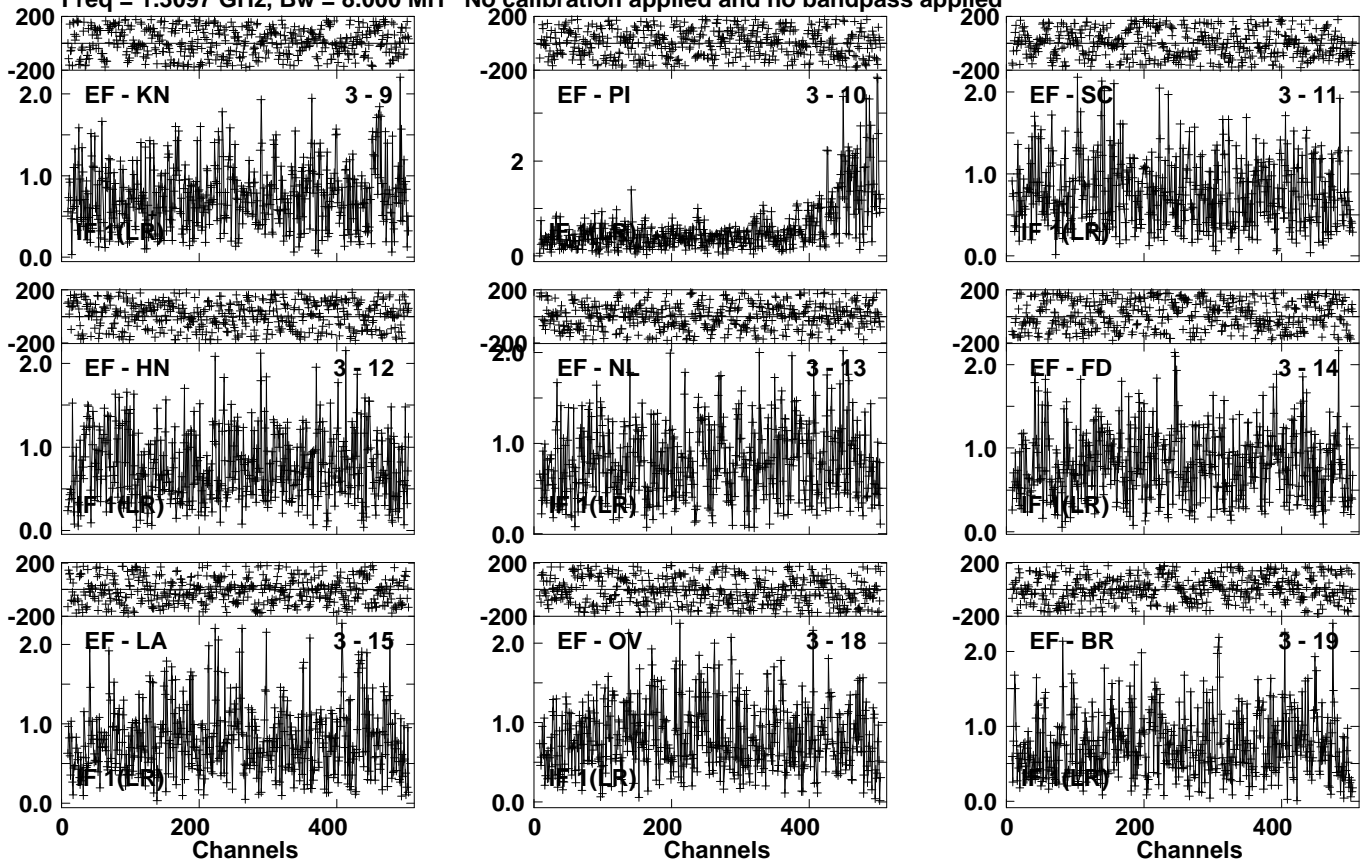 Freq = 1.5097 GHz, Bw = 8.000 MH No calibration applied and no bandpass applied
200
-200
2.0
1.0
0.0
EF - KN
3 - 9
IF 1(LR)
200
-200
2
0
EF - PI
3 - 10
IF 1(LR)
200
-200
2.0
1.0
0.0
EF - SC
3 - 11
IF 1(LR)
200
-200
2.0
1.0
0.0
EF - HN
3 - 12
IF 1(LR)
200
-200
2.0
1.0
0.0
EF - NL
3 - 13
IF 1(LR)
200
-200
2.0
1.0
0.0
EF - FD
3 - 14
IF 1(LR)
200
-200
2.0
1.0
0.0
EF - LA
3 - 15
IF 1(LR)
0 200 400
Channels
200
-200
2.0
1.0
0.0
EF - OV
3 - 18
IF 1(LR)
0 200 400
Channels
200
-200
2.0
1.0
0.0
EF - BR
3 - 19
IF 1(LR)
0 200 400
Channels